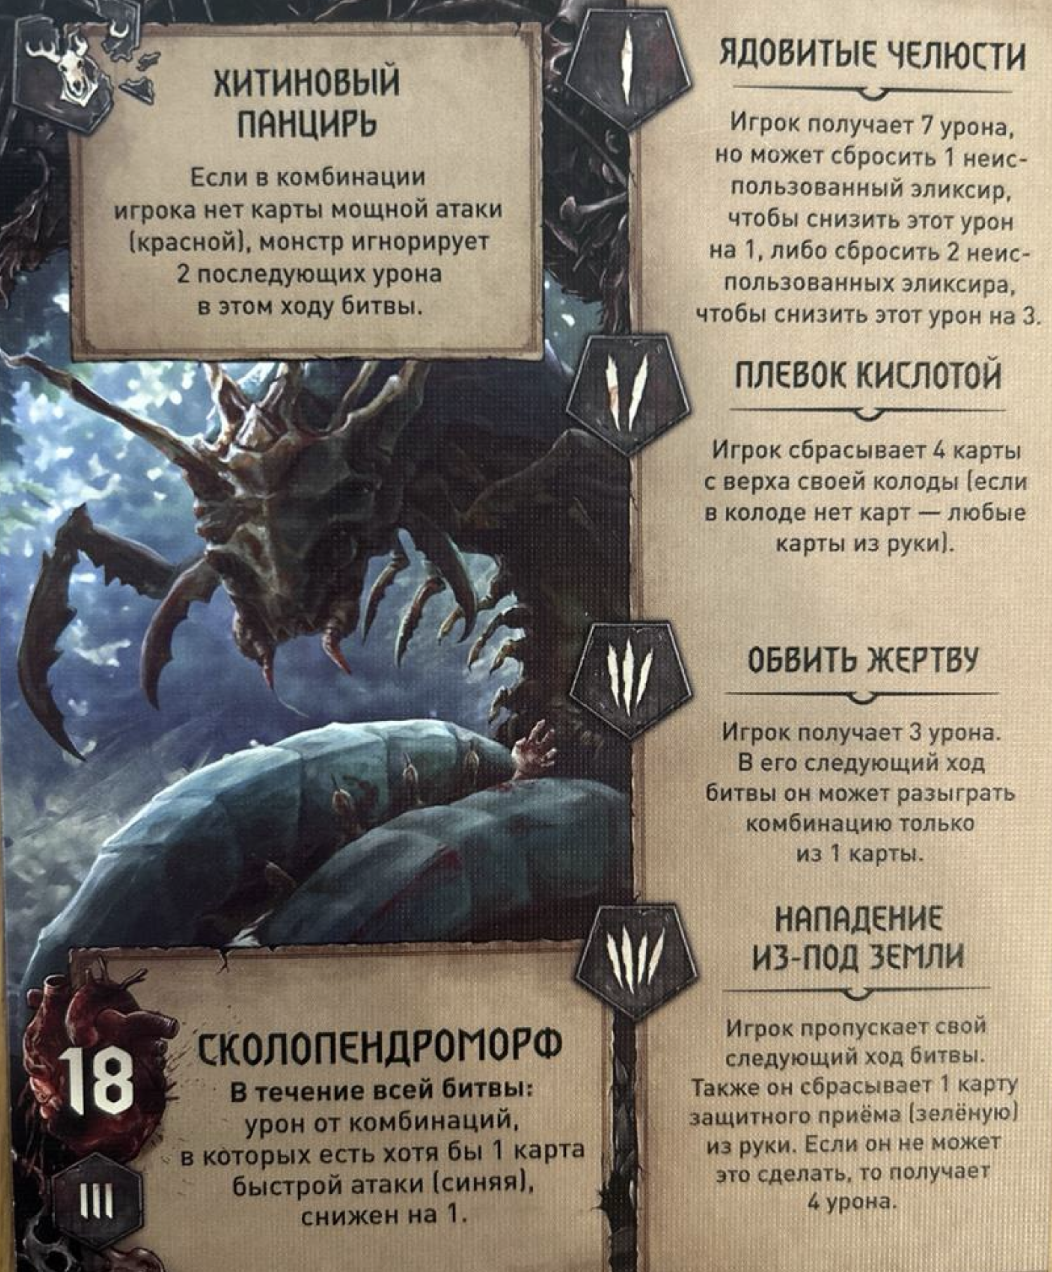 ХИТИНОВЫЙ
ПАНЦИРЬ
Если в комбинации
игрока нет карты мощной атаки
(красной), монстр игнорирует
2 последующих урона
в этом ходу битвы.
ЯДОВИТЫЕ ЧЕЛЮСТИ
Игрок получает 7 урона,
но может сбросить 1 неис-
пользованный эликсир,
чтобы снизить этот урон
на 1, либо сбросить 2 неис-
пользованных эликсира,
чтобы снизить этот урон на 3.
ПЛЕВОК КИСЛОТОЙ
Игрок сбрасывает 4 карты
с верха своей колоды (если
в колоде нет карт — любые
карты из руки).
ОБВИТЬ ЖЕРТВУ
Игрок получает 3 урона.
В его следующий ход
битвы он может разыграть
комбинацию только
из 1 карты.
НАПАДЕНИЕ
ИЗ-ПОД ЗЕМЛИ
Игрок пропускает свой
следующий ход битвы.
Также он сбрасывает 1 карту
защитного приёма (зелёную)
из руки. Если он не может
это сделать, то получает
4 урона.
18
III
СКОЛОПЕНДРОМОРФ
В течение всей битвы:
урон от комбинаций,
в которых есть хотя бы 1 карта
быстрой атаки (синяя),
снижен на 1.